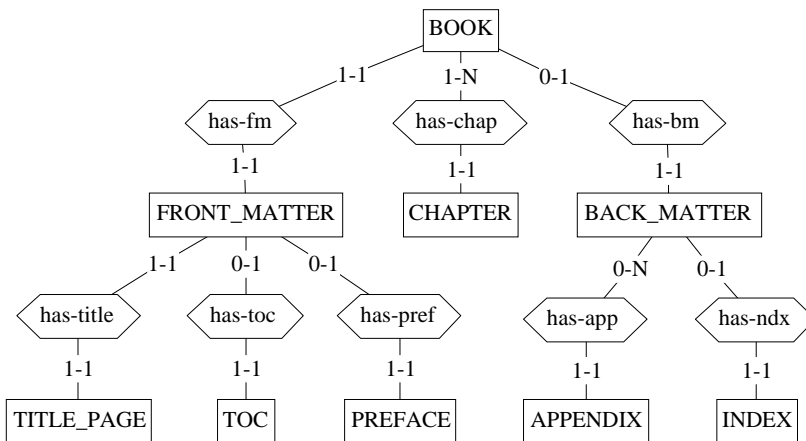 BOOK
1-1 1-N 0-1
has-fm has-chap has-bm
1-1 1-1 1-1
FRONT_MATTER CHAPTER BACK_MATTER
1-1 0-1 0-1 0-N 0-1
has-title has-toc has-pref has-app has-ndx
1-1 1-1 1-1 1-1 1-1
TITLE_PAGE TOC PREFACE APPENDIX INDEX